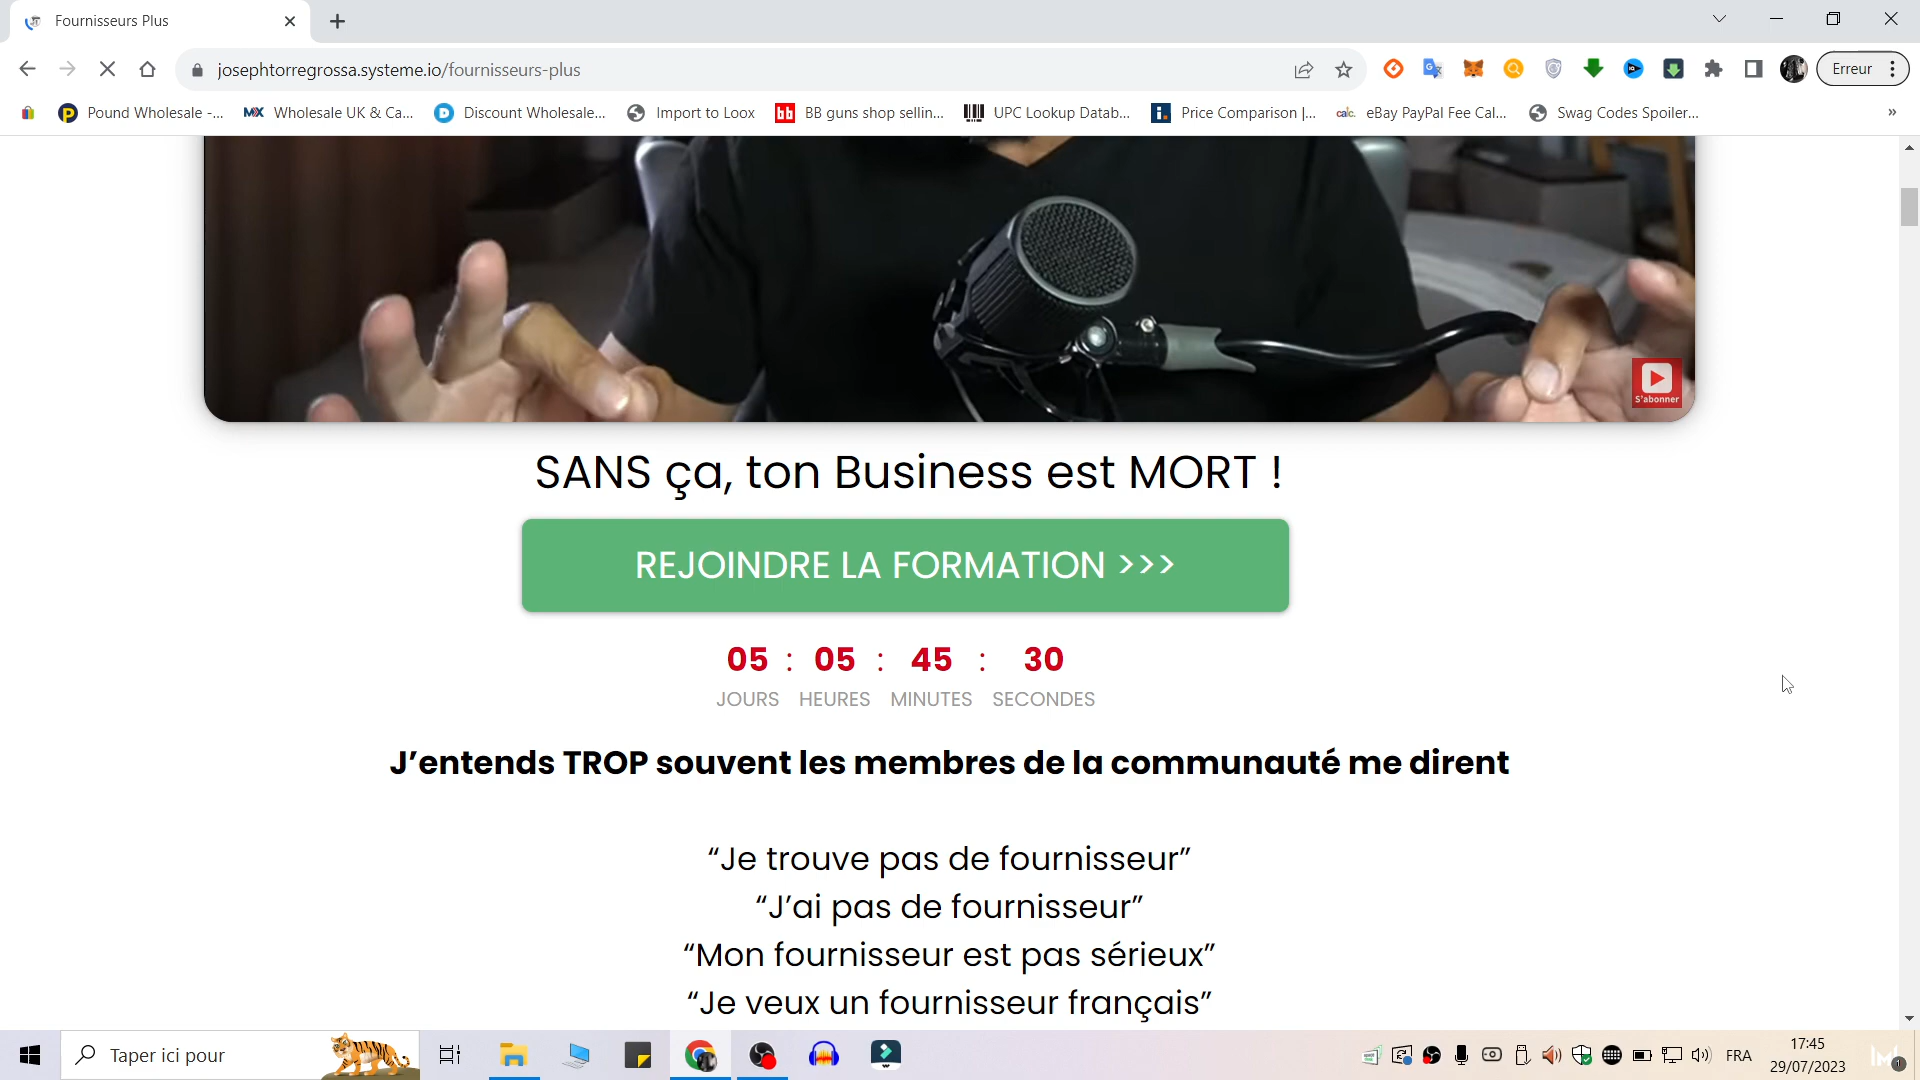 Fournisseurs Plus
josephtorregrossa.systeme.io/fournisseurs-plus
Erreur
Pound Wholesale -...
Wholesale UK & Ca...
Discount Wholesale...
Import to Loox
BB guns shop sellin...
UPC Lookup Datab...
Price Comparison |...
eBay PayPal Fee Cal...
Swag Codes Spoiler...
»
S'abonner
SANS ça, ton Business est MORT !
REJOINDRE LA FORMATION >>>
05 : 05 : 45 : 30
JOURS HEURES MINUTES SECONDES
J’entends TROP souvent les membres de la communauté me dirent
“Je trouve pas de fournisseur”
“J’ai pas de fournisseur”
“Mon fournisseur est pas sérieux”
“Je veux un fournisseur français”
Taper ici pour
FRA
17:45
29/07/2023
1